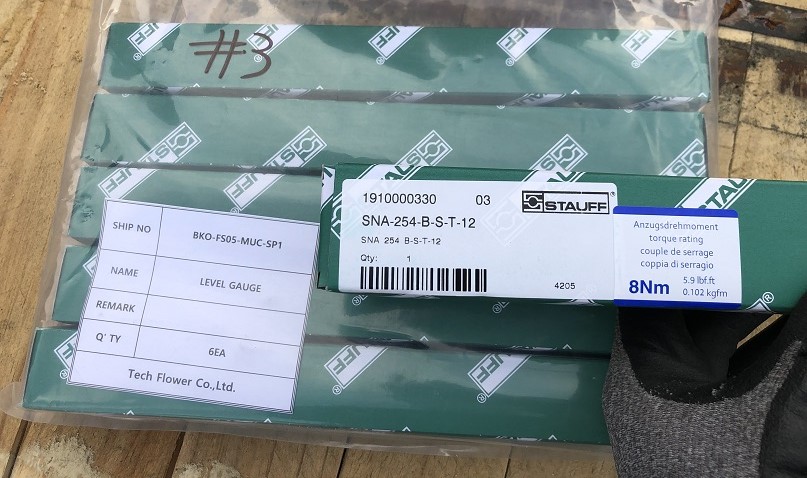 #3
1910000330 03
STAUFF
SNA-254-B-S-T-12
SNA 254 B-S-T-12
Qty: 1
4205
Anzugsdrehmoment
torque rating
couple de serrage
coppia di serragio
8Nm 5.9 lbf.ft
0.102 kgfm
SHIP NO BKO-FS05-MUC-SP1
NAME LEVEL GAUGE
REMARK
Q' TY 6EA
Tech Flower Co.,Ltd.